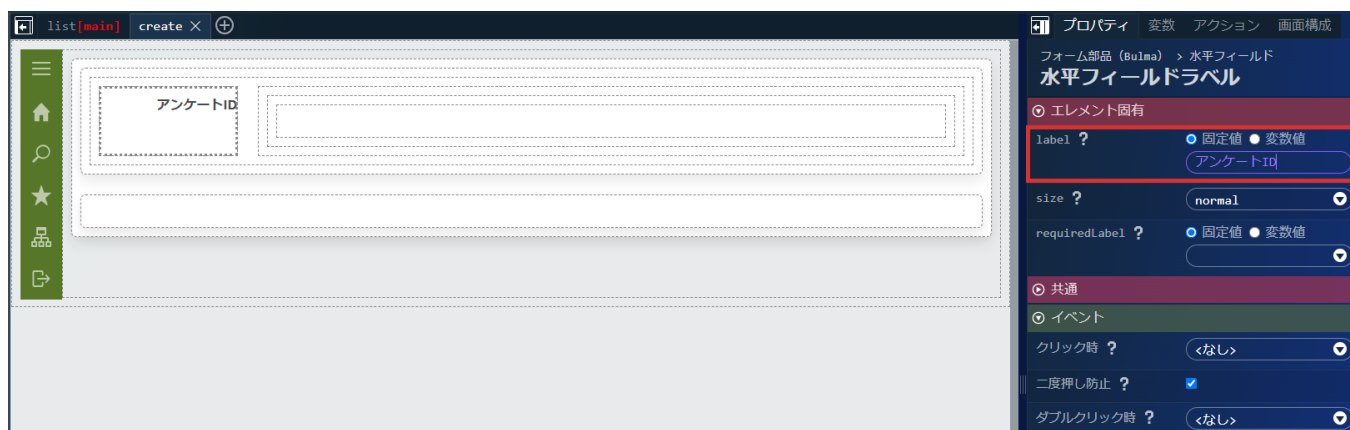 list[main] create ×
プロパティ 変数 アクション 画面構成
フォーム部品 (Bulma) > 水平フィールド
水平フィールドラベル
アンケートID
エレメント固有
label ? 固定値 変数値
アンケートID
size ? normal
requiredLabel ? 固定値 変数値
共通
イベント
クリック時 ? <なし>
二度押し防止 ?
ダブルクリック時 ? <なし>